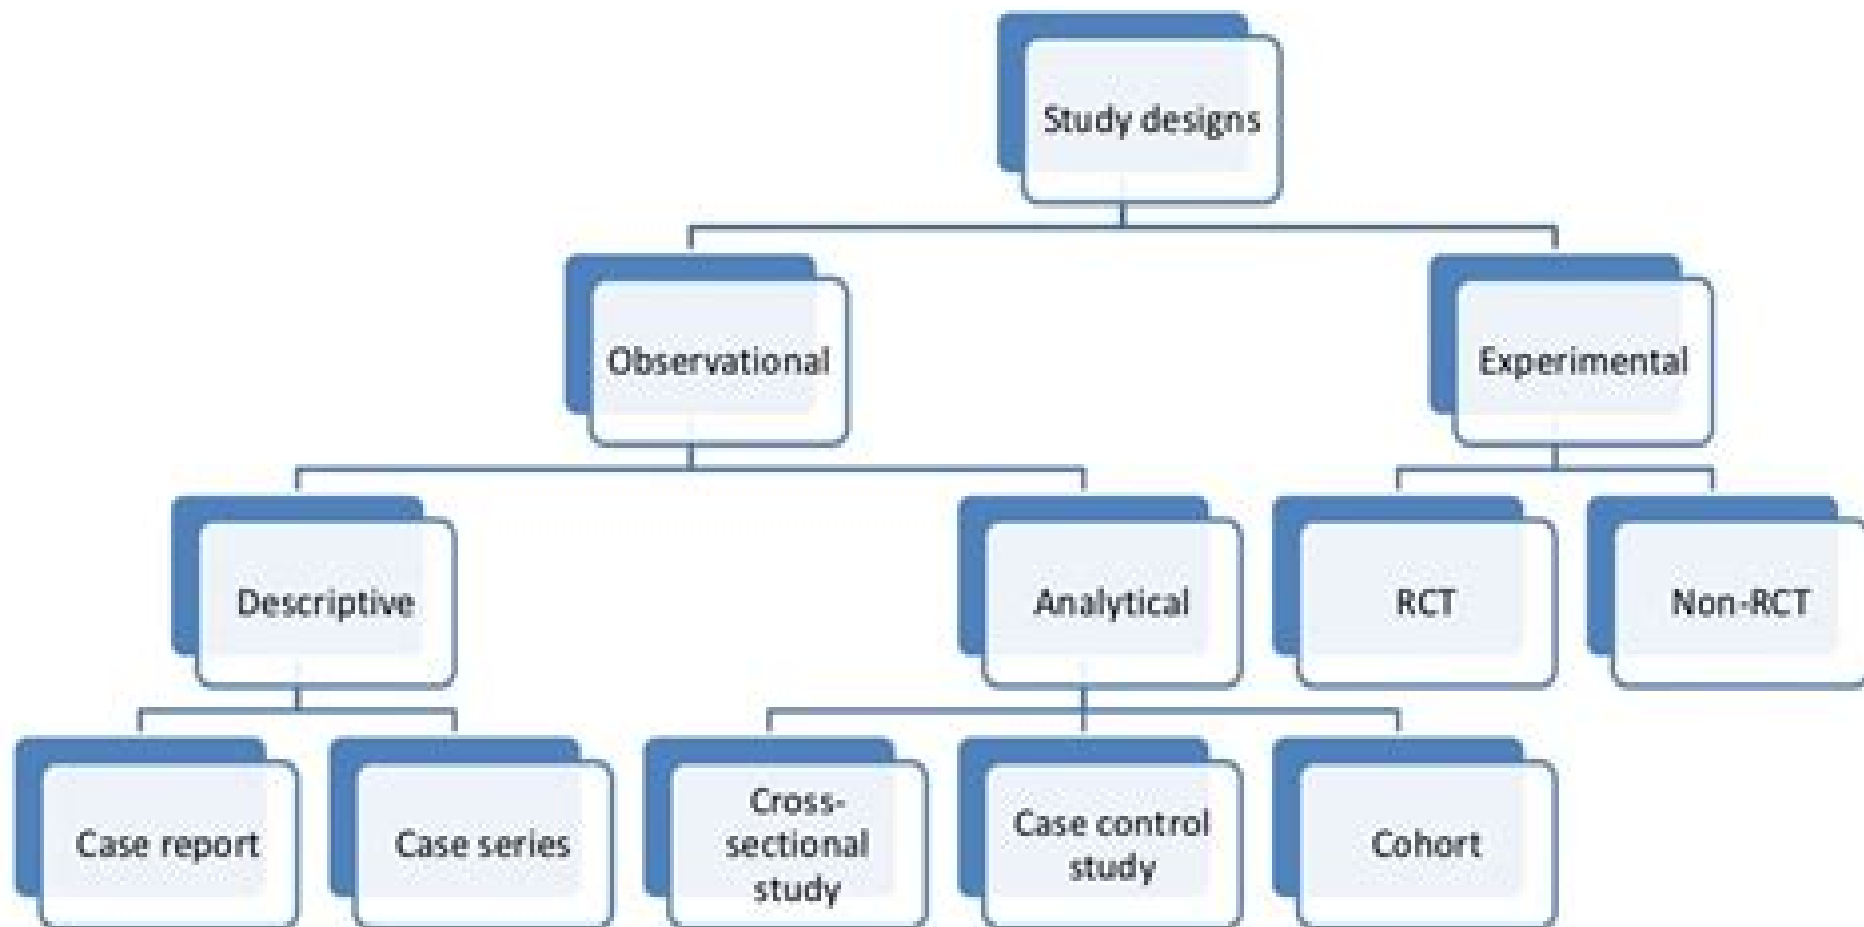 Study designs
Observational
Experimental
Descriptive
Analytical
RCT
Non-RCT
Case report
Case series
Cross-
sectional
study
Case control
study
Cohort